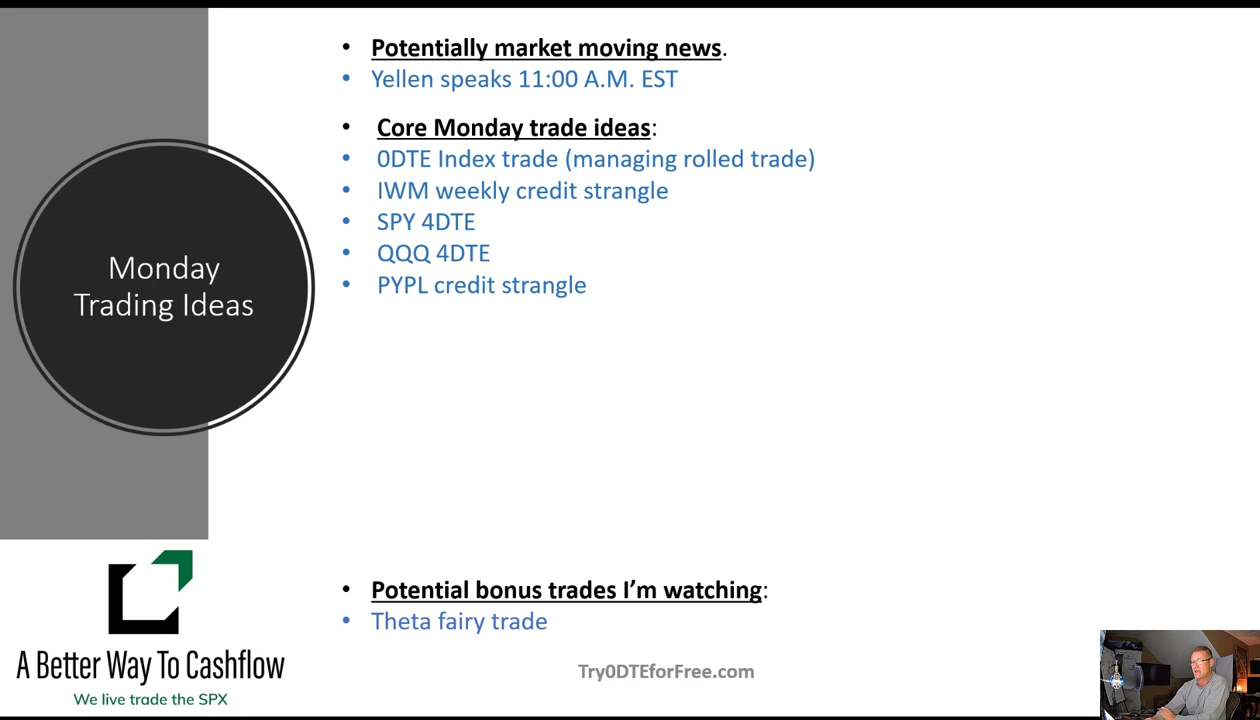 Monday
Trading Ideas
• Potentially market moving news.
• Yellen speaks 11:00 A.M. EST
• Core Monday trade ideas:
• 0DTE Index trade (managing rolled trade)
• IWM weekly credit strangle
• SPY 4DTE
• QQQ 4DTE
• PYPL credit strangle
• Potential bonus trades I’m watching:
• Theta fairy trade
A Better Way To Cashflow
We live trade the SPX
Try0DTEforFree.com